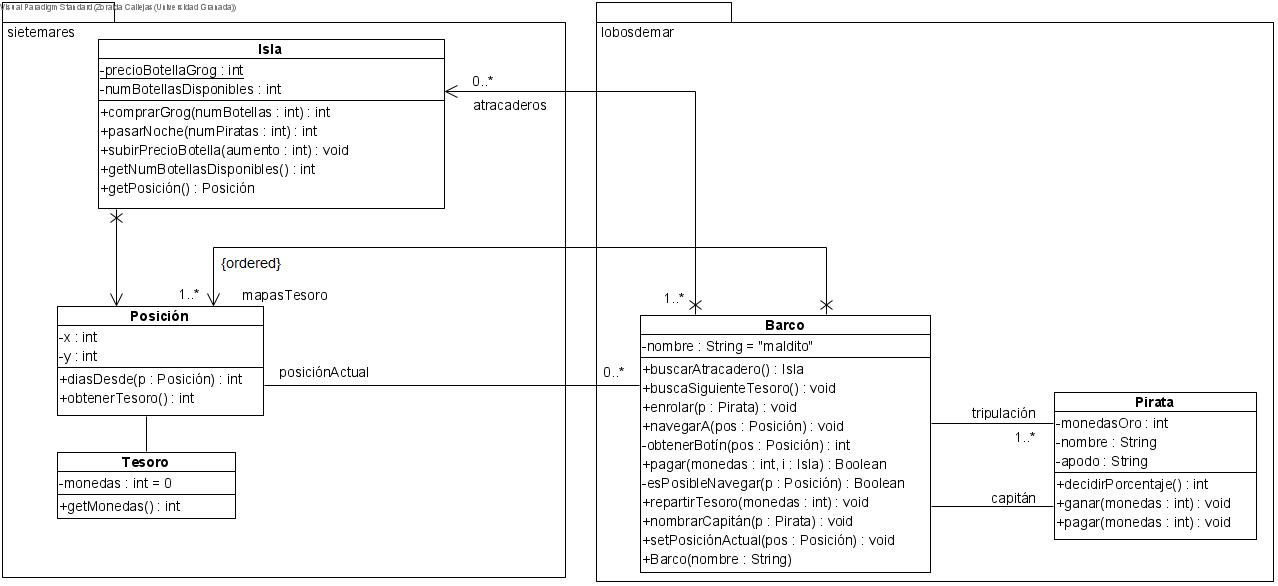 Visual Paradigm Standard (Zoraida Callejas (Universidad Granada))
sietemares
Isla
-precioBotellaGrog : int
-numBotellasDisponibles : int
+comprarGrog(numBotellas : int) : int
+pasarNoche(numPiratas : int) : int
+subirPrecioBotella(aumento : int) : void
+getNumBotellasDisponibles() : int
+getPosición() : Posición
0..*
atracaderos
{ordered}
1..*
mapasTesoro
Posición
-x : int
-y : int
+diasDesde(p : Posición) : int
+obtenerTesoro() : int
posiciónActual
0..*
Tesoro
-monedas : int = 0
+getMonedas() : int
lobosdemar
1..*
Barco
-nombre : String = "maldito"
+buscarAtracadero() : Isla
+buscaSiguienteTesoro() : void
+enrolar(p : Pirata) : void
+navegarA(pos : Posición) : void
-obtenerBotín(pos : Posición) : int
+pagar(monedas : int, i : Isla) : Boolean
-esPosibleNavegar(p : Posición) : Boolean
+repartirTesoro(monedas : int) : void
+nombrarCapitán(p : Pirata) : void
+setPosiciónActual(pos : Posición) : void
+Barco(nombre : String)
tripulación
1..*
capitán
Pirata
-monedasOro : int
-nombre : String
-apodo : String
+decidirPorcentaje() : int
+ganar(monedas : int) : void
+pagar(monedas : int) : void